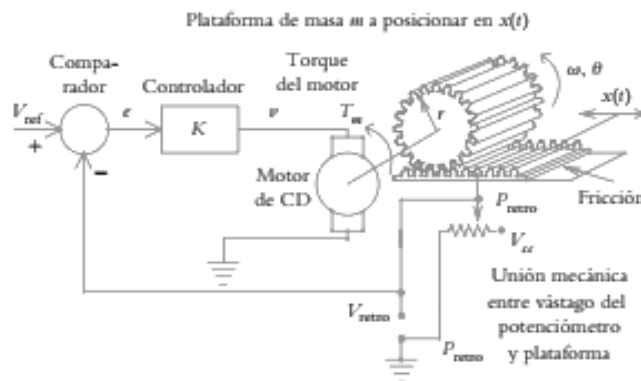 Plataforma de masa m a posicionar en x(t)
Compa-
rador
Controlador
Torque
del motor
ω, θ
x(t)
V_ref
+
e
K
v
T_m
r
−
Motor
de CD
P_retro
Fricción
V_cc
Unión mecánica
entre vástago del
potenciómetro
y plataforma
V_retro
P_retro